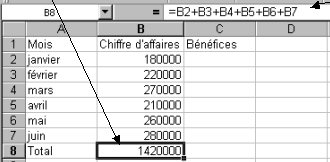 B8 = =B2+B3+B4+B5+B6+B7
A B C D
1 Mois Chiffre d'affaires Bénéfices
2 janvier 180000
3 février 220000
4 mars 270000
5 avril 210000
6 mai 260000
7 juin 280000
8 Total 1420000